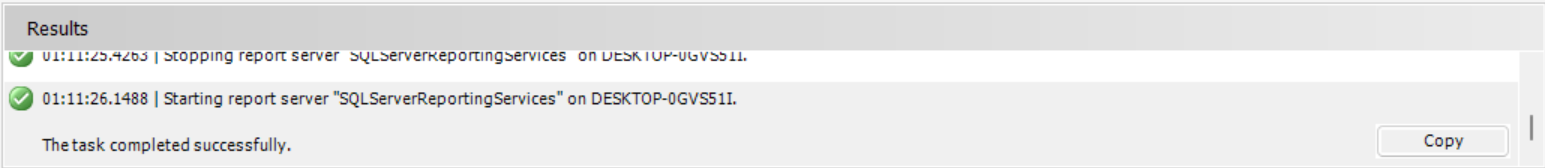 Results
01:11:25.4263 | Stopping report server "SQLServerReportingServices" on DESKTOP-0GVS51I.
01:11:26.1488 | Starting report server "SQLServerReportingServices" on DESKTOP-0GVS51I.
The task completed successfully.
Copy